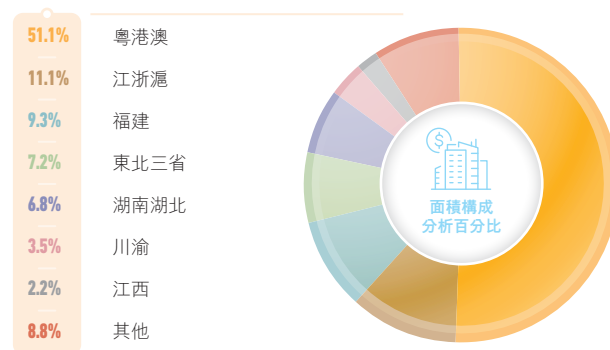 51.1% 粵港澳
11.1% 江浙滬
9.3% 福建
7.2% 東北三省
6.8% 湖南湖北
3.5% 川渝
2.2% 江西
8.8% 其他
$
面積構成
分析百分比